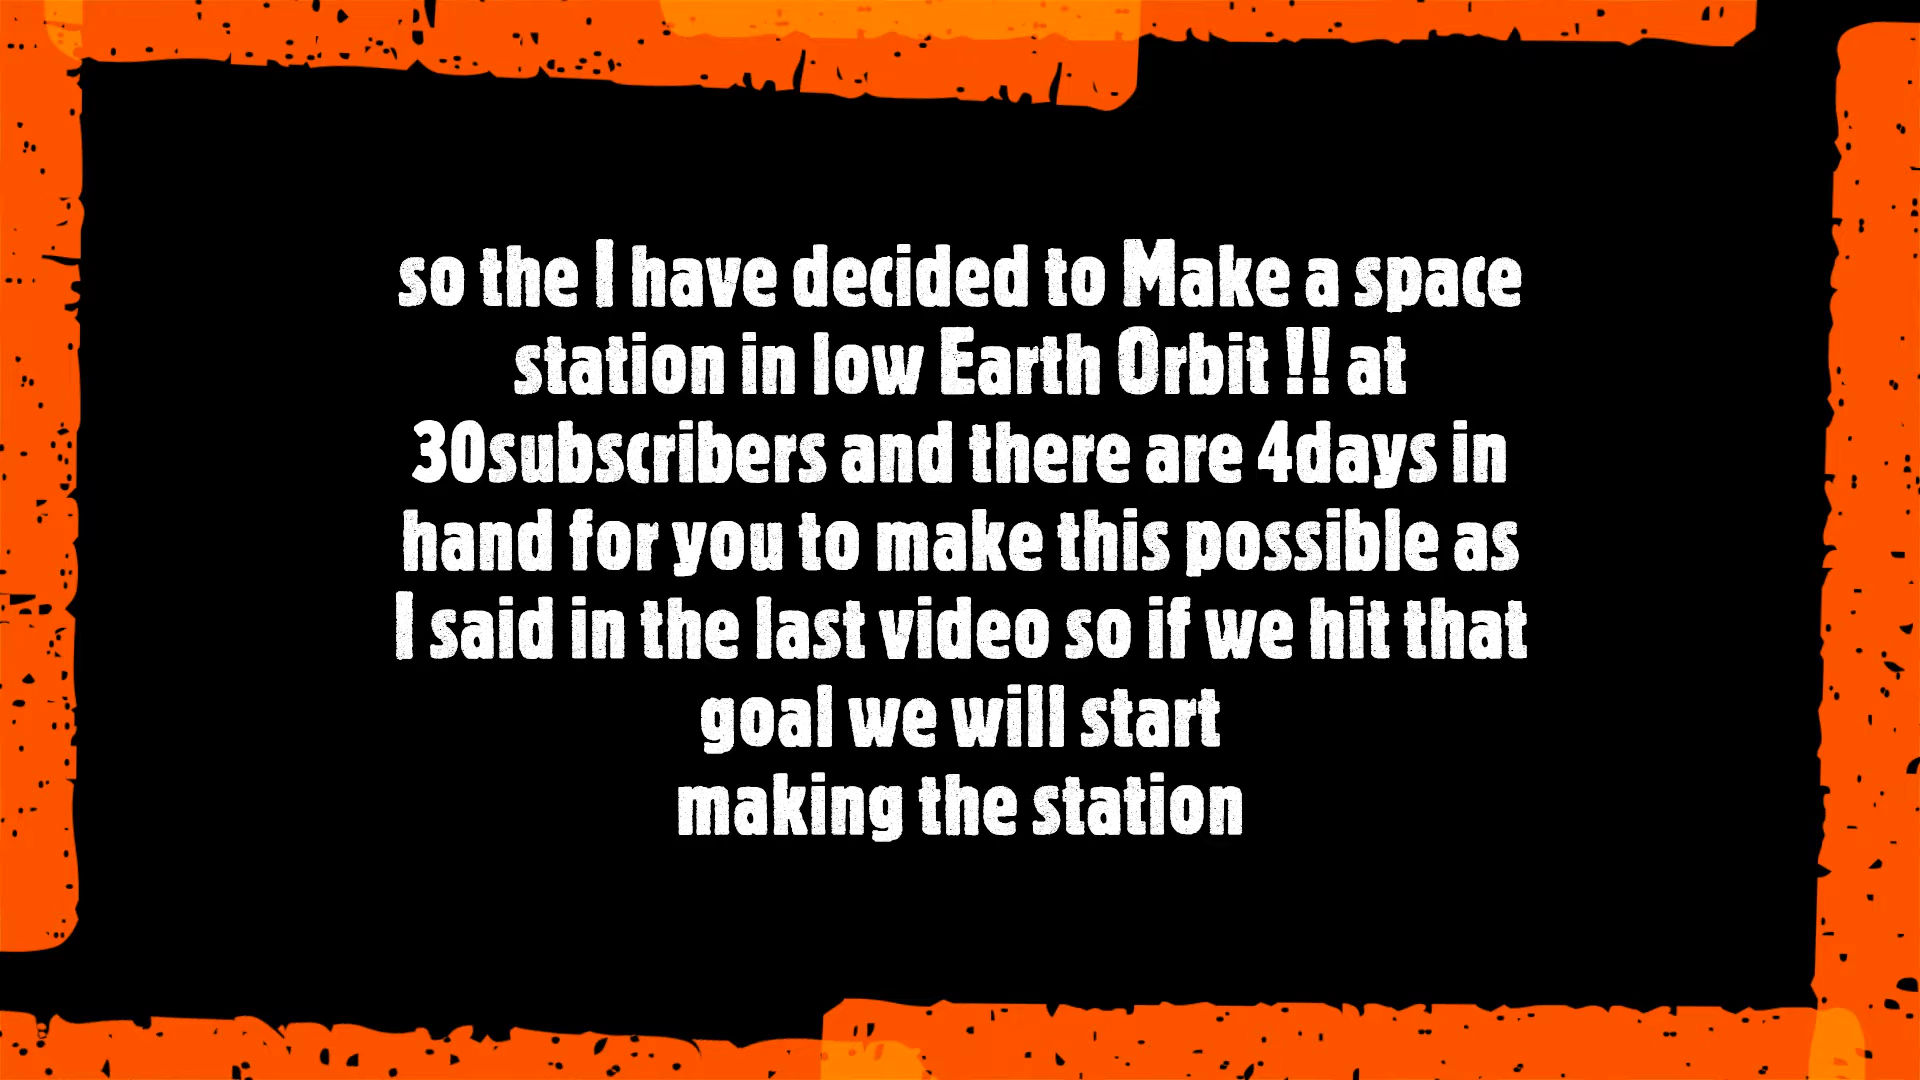 so the I have decided to Make a space
station in low Earth Orbit !! at
30subscribers and there are 4days in
hand for you to make this possible as
I said in the last video so if we hit that
goal we will start
making the station